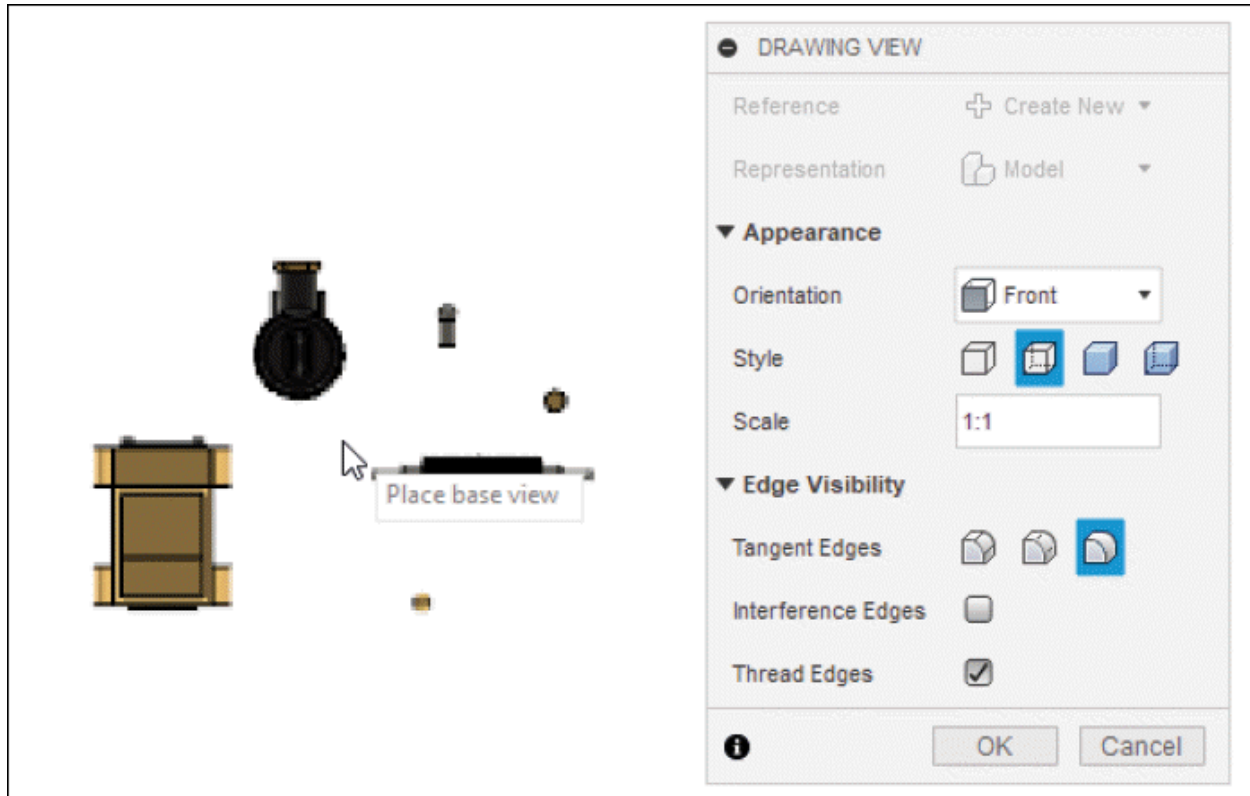 DRAWING VIEW
Reference Create New
Representation Model
Appearance
Orientation Front
Style
Scale 1:1
Place base view
Edge Visibility
Tangent Edges
Interference Edges
Thread Edges
OK Cancel